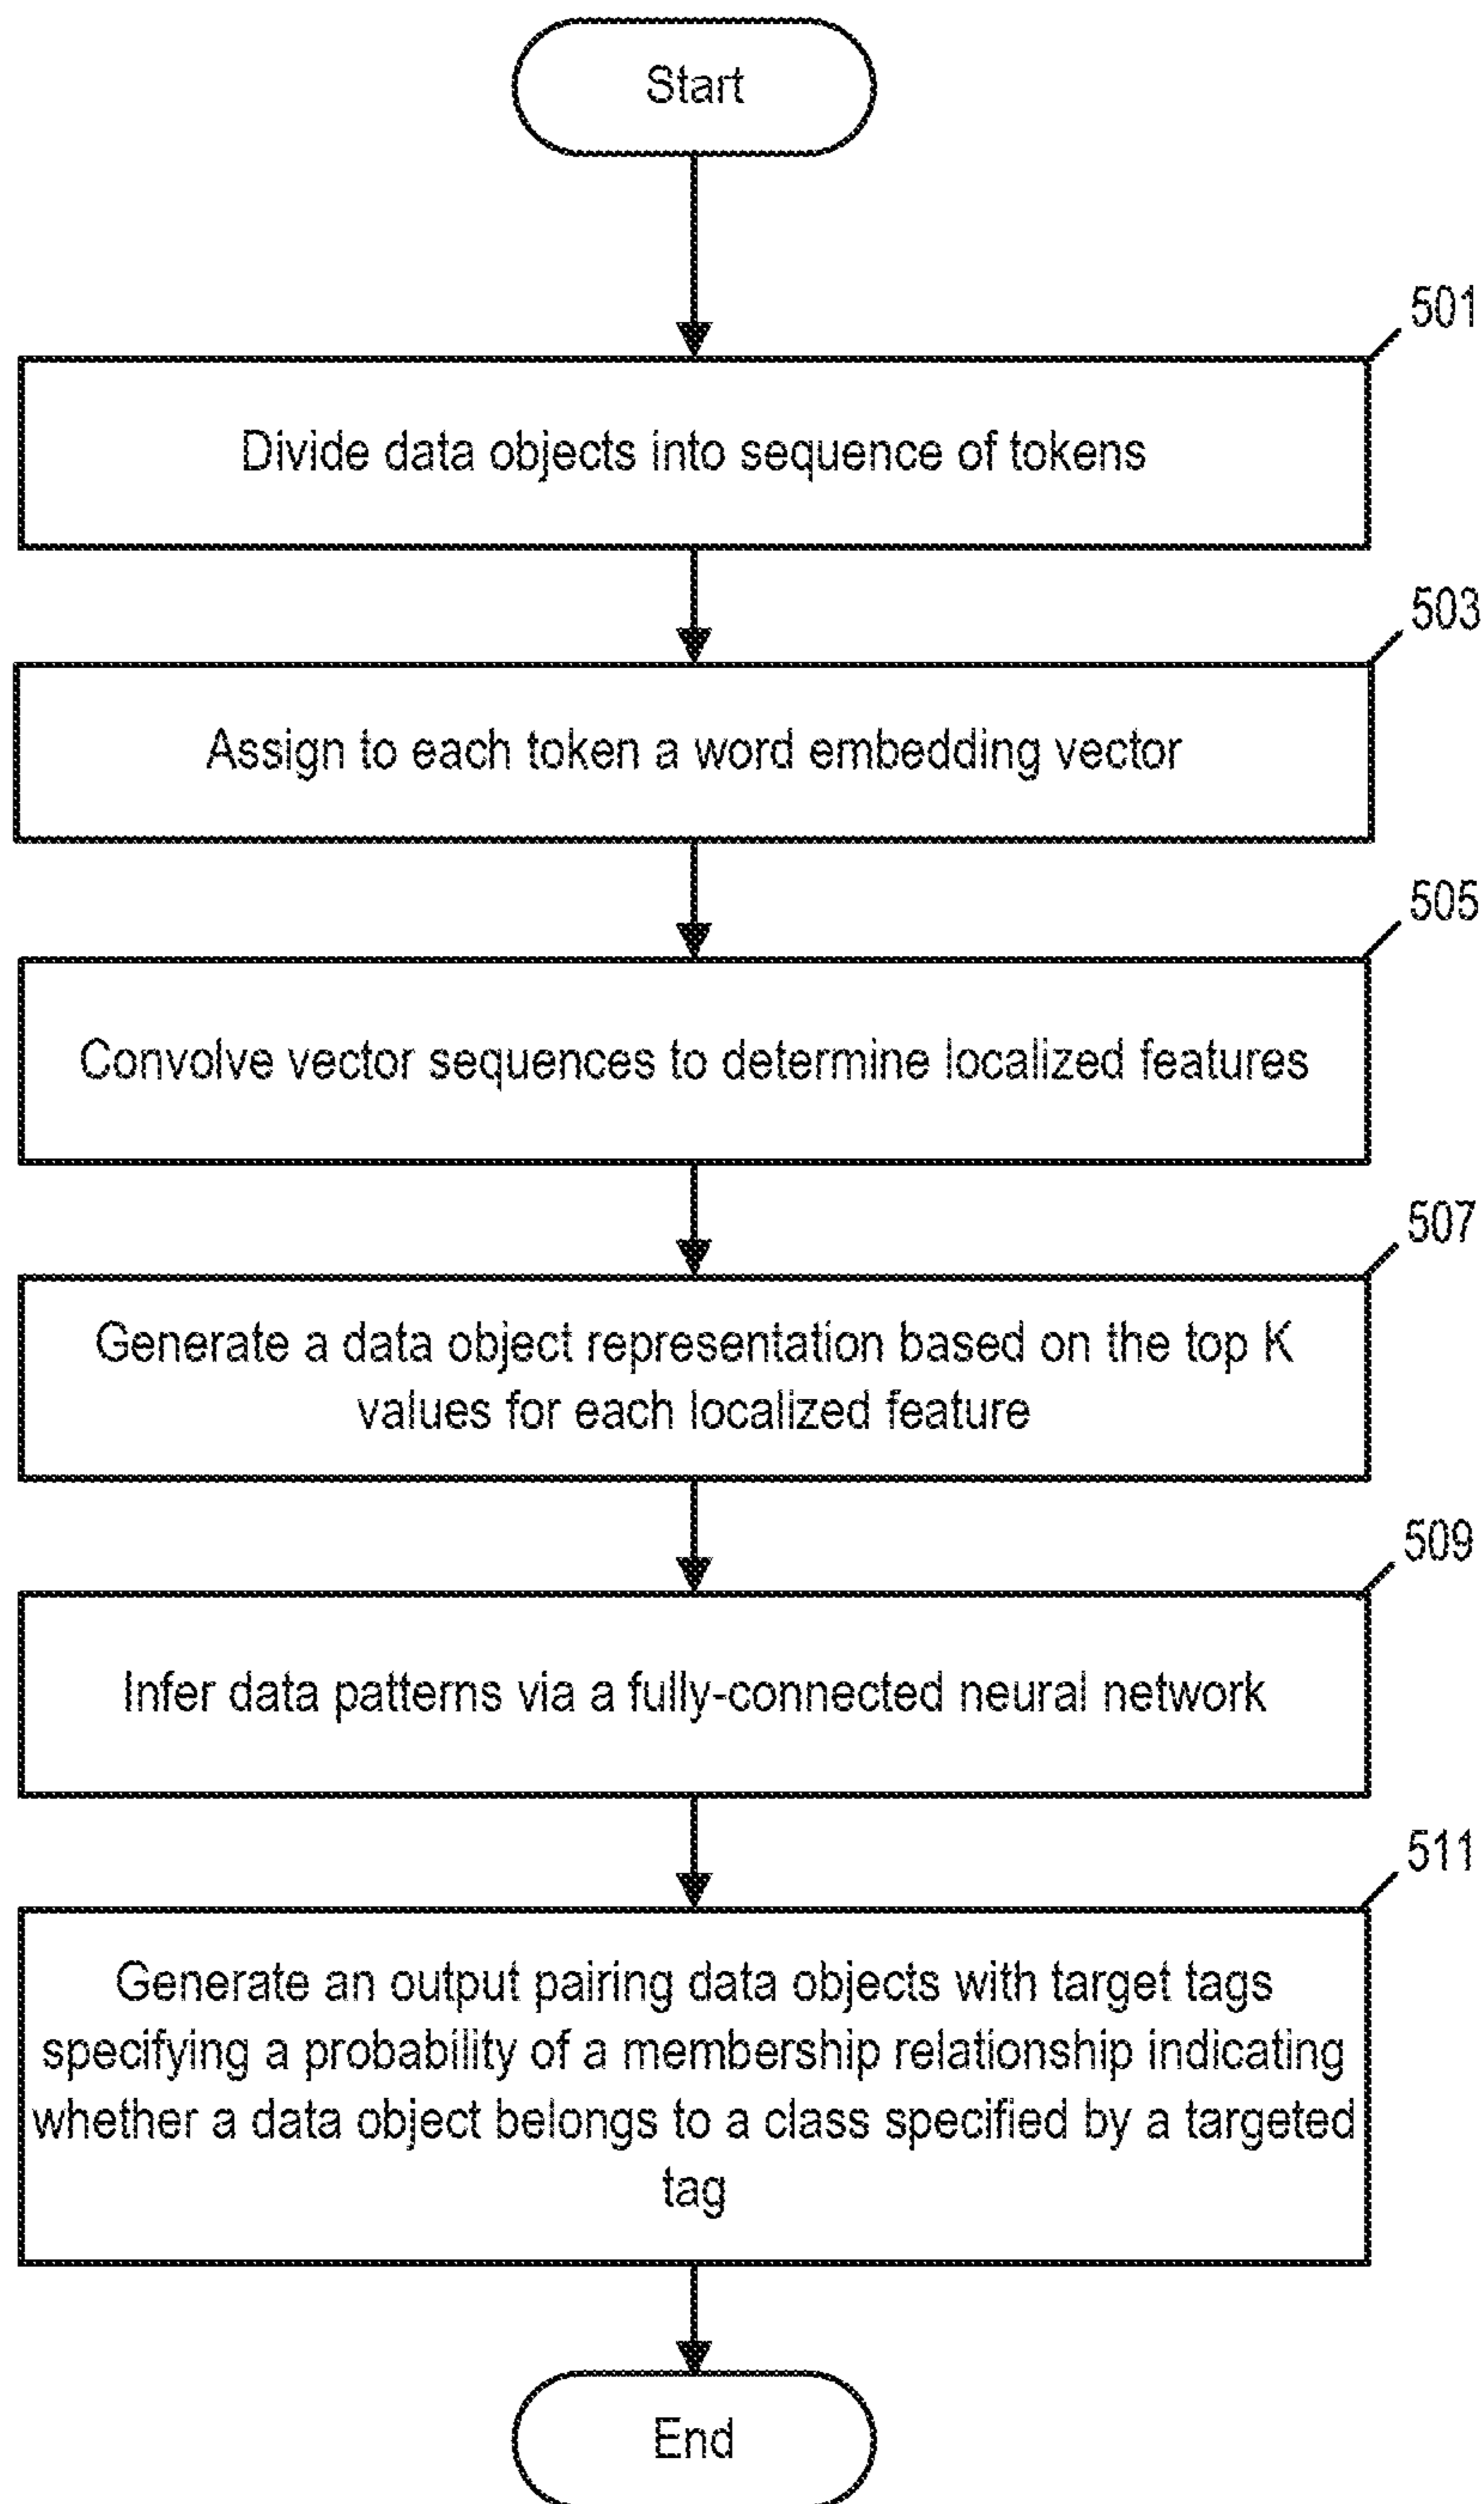 Start
501
Divide data objects into sequence of tokens
503
Assign to each token a word embedding vector
505
Convolve vector sequences to determine localized features
507
Generate a data object representation based on the top K
values for each localized feature
509
Infer data patterns via a fully-connected neural network
511
Generate an output pairing data objects with target tags
specifying a probability of a membership relationship indicating
whether a data object belongs to a class specified by a targeted
tag
End